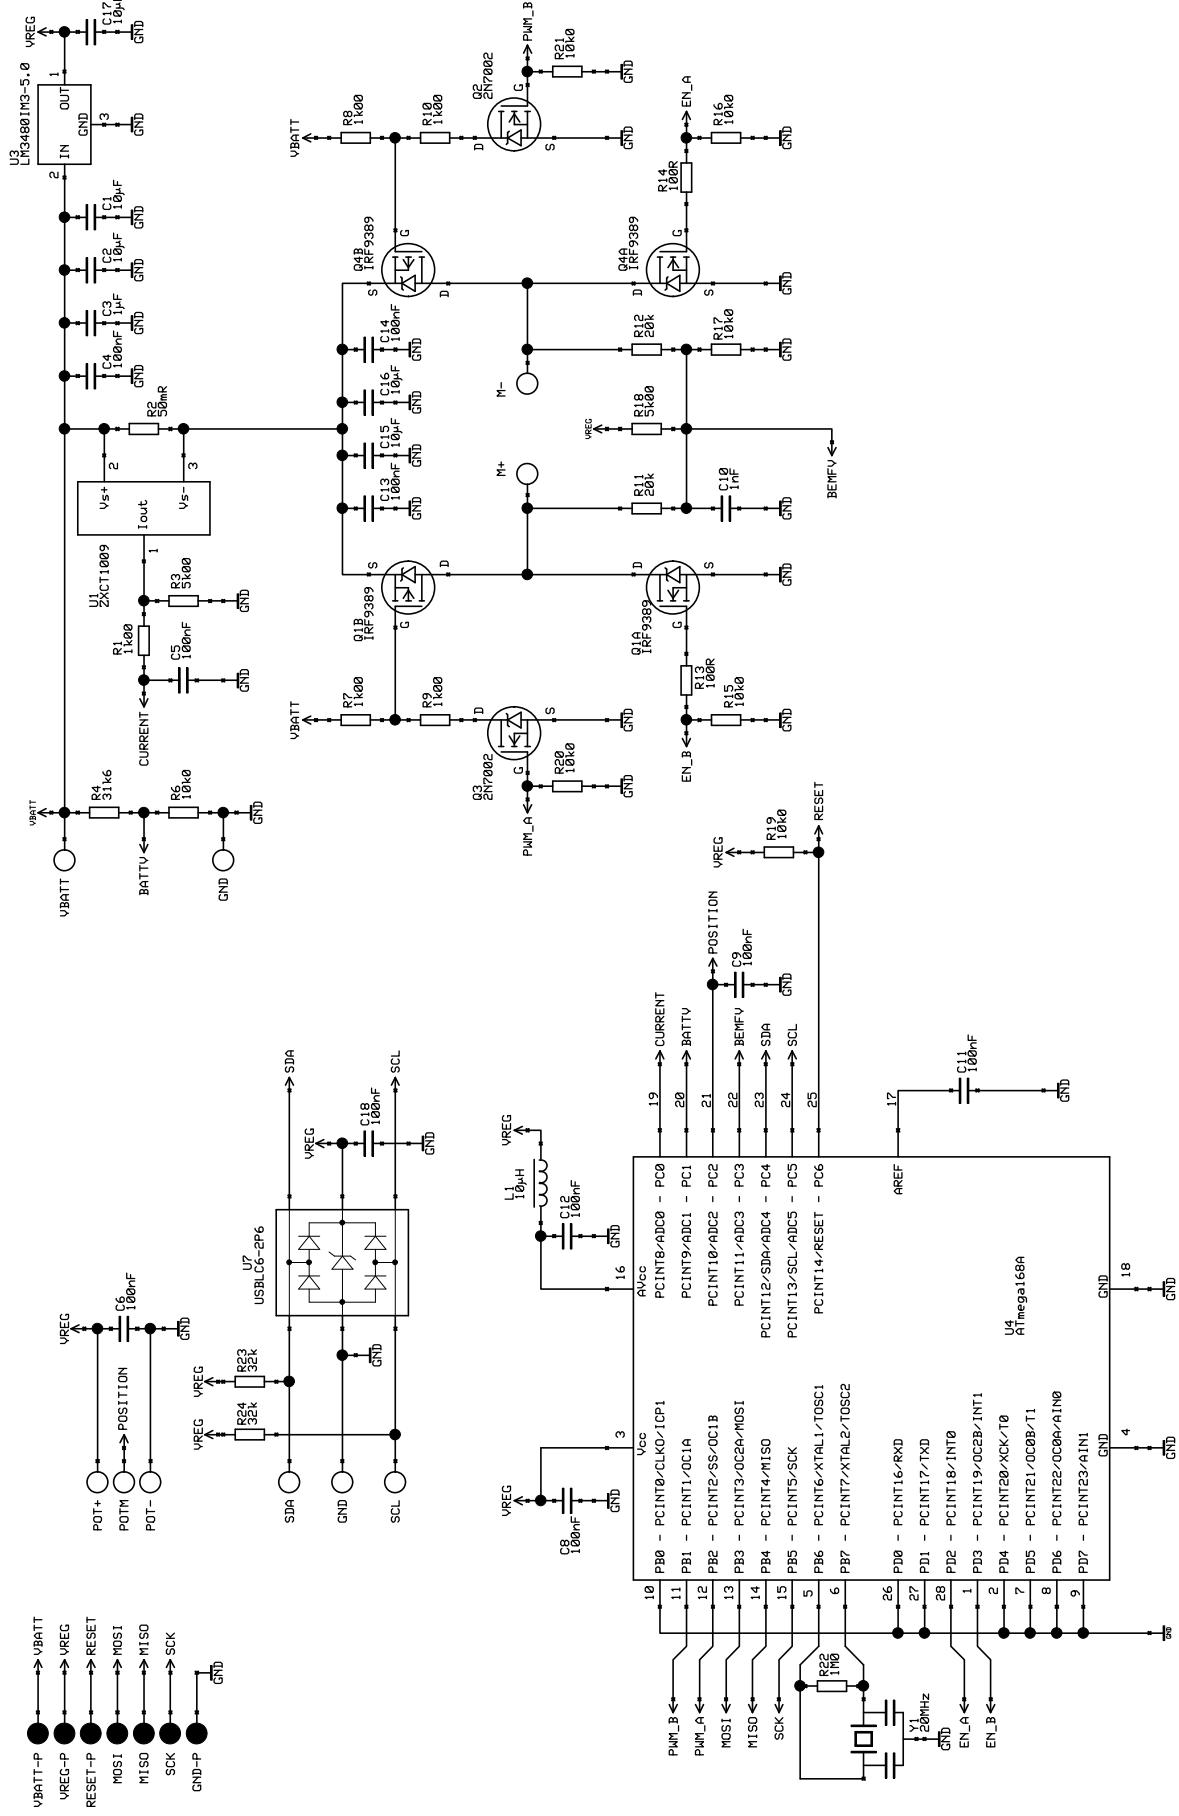 VBATT-P
VREG-P
RESET-P
MOSI
MISO
SCK
GND-P
VBATT
VREG
RESET
MOSI
MISO
SCK
GND
POT+
POTM
POT-
VREG
C6
100nF
GND
POSITION
SDA
GND
SCL
VREG
R23
32k
VREG
R24
32k
GND
U?
USBLC6-2P6
SDA
VREG
C18
100nF
GND
SCL
VBATT
VBATT
R4
31k6
BATTV
R6
10k0
GND
GND
CURRENT
R1
1k00
C5
100nF
GND
R3
5k00
GND
U1
ZXCT1009
1
Iout
Vs+
Vs-
2
3
R2
50mR
C4
100nF
GND
C3
1µF
GND
C2
10µF
GND
C1
10µF
GND
U3
LM3480IM3-5.0
2
IN
GND
OUT
3
GND
1
VREG
C17
10µF
GND
VBATT
R7
1k00
R9
1k00
D
S
G
Q3
2N7002
GND
PWM_A
R20
10k0
GND
Q1B
IRF9389
S
D
G
C13
100nF
GND
C15
10µF
GND
C16
10µF
GND
C14
100nF
GND
Q4B
IRF9389
S
D
G
VBATT
R8
1k00
R10
1k00
D
S
G
Q2
2N7002
GND
PWM_B
R21
10k0
GND
M+
M-
EN_B
R13
100R
R15
10k0
GND
Q1A
IRF9389
D
S
G
GND
R11
20k
C10
1nF
GND
VREG
R18
5k00
BEMFV
R12
20k
R17
10k0
GND
Q4A
IRF9389
D
S
G
GND
R14
100R
EN_A
R16
10k0
GND
VREG
C8
100nF
GND
3
Vcc
VREG
L1
10µH
C12
100nF
GND
16
AVcc
U4
ATmega168A
10
PB0 - PCINT0/CLKO/ICP1
11
PB1 - PCINT1/OC1A
12
PB2 - PCINT2/SS/OC1B
13
PB3 - PCINT3/OC2A/MOSI
14
PB4 - PCINT4/MISO
15
PB5 - PCINT5/SCK
5
PB6 - PCINT6/XTAL1/TOSC1
6
PB7 - PCINT7/XTAL2/TOSC2
26
PD0 - PCINT16/RXD
27
PD1 - PCINT17/TXD
28
PD2 - PCINT18/INT0
1
PD3 - PCINT19/OC2B/INT1
2
PD4 - PCINT20/XCK/T0
7
PD5 - PCINT21/OC0B/T1
8
PD6 - PCINT22/OC0A/AIN0
9
PD7 - PCINT23/AIN1
PWM_B
PWM_A
MOSI
MISO
SCK
R22
1M0
Y1
20MHz
GND
EN_A
EN_B
GND
GND
4
GND
GND
18
GND
PCINT8/ADC0 - PC0
19
CURRENT
PCINT9/ADC1 - PC1
20
BATTV
PCINT10/ADC2 - PC2
21
POSITION
C9
100nF
GND
PCINT11/ADC3 - PC3
22
BEMFV
PCINT12/SDA/ADC4 - PC4
23
SDA
PCINT13/SCL/ADC5 - PC5
24
SCL
PCINT14/RESET - PC6
25
RESET
VREG
R19
10k0
AREF
17
C11
100nF
GND